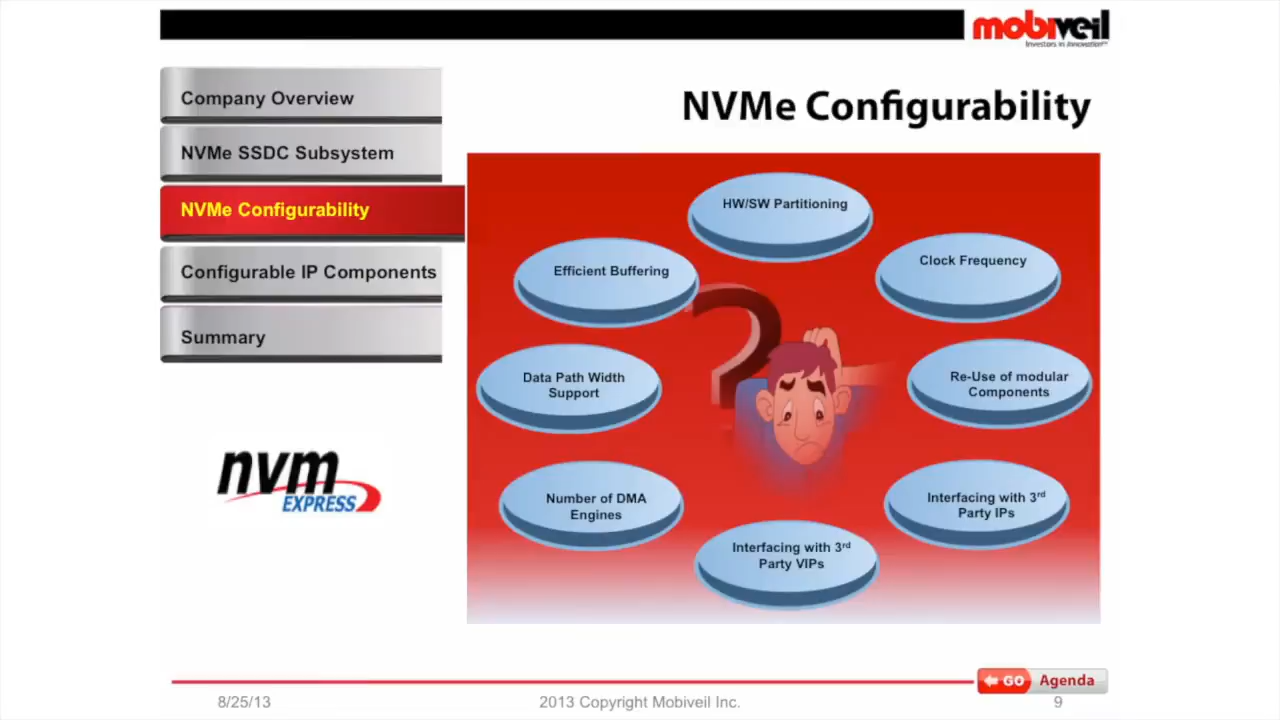 mobiveil
Investors in Innovation™
Company Overview
NVMe SSDC Subsystem
NVMe Configurability
Configurable IP Components
Summary
nvm
EXPRESS
NVMe Configurability
HW/SW Partitioning
Clock Frequency
Efficient Buffering
Re-Use of modular
Components
Data Path Width
Support
Interfacing with 3rd
Party IPs
Number of DMA
Engines
Interfacing with 3rd
Party VIPs
GO Agenda
8/25/13
2013 Copyright Mobiveil Inc.
9